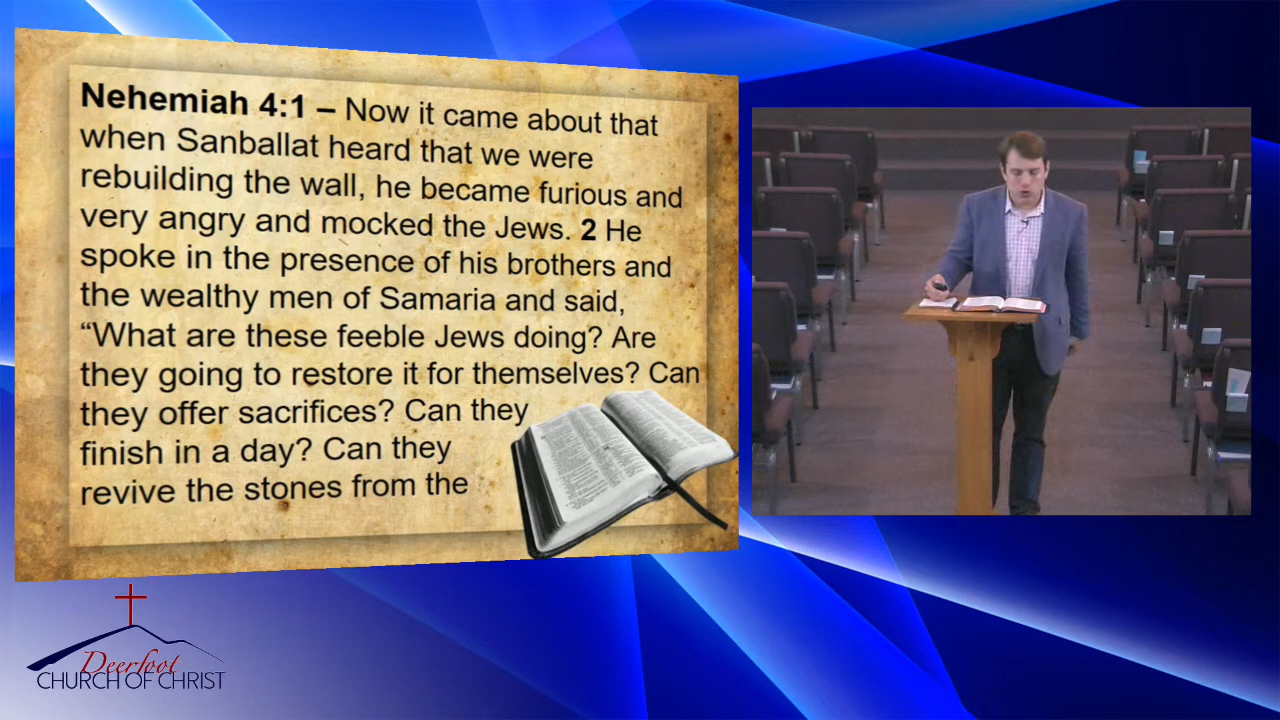 Nehemiah 4:1 – Now it came about that
when Sanballat heard that we were
rebuilding the wall, he became furious and
very angry and mocked the Jews. 2 He
spoke in the presence of his brothers and
the wealthy men of Samaria and said,
“What are these feeble Jews doing? Are
they going to restore it for themselves? Can
they offer sacrifices? Can they
finish in a day? Can they
revive the stones from the
Deerfoot
CHURCH OF CHRIST